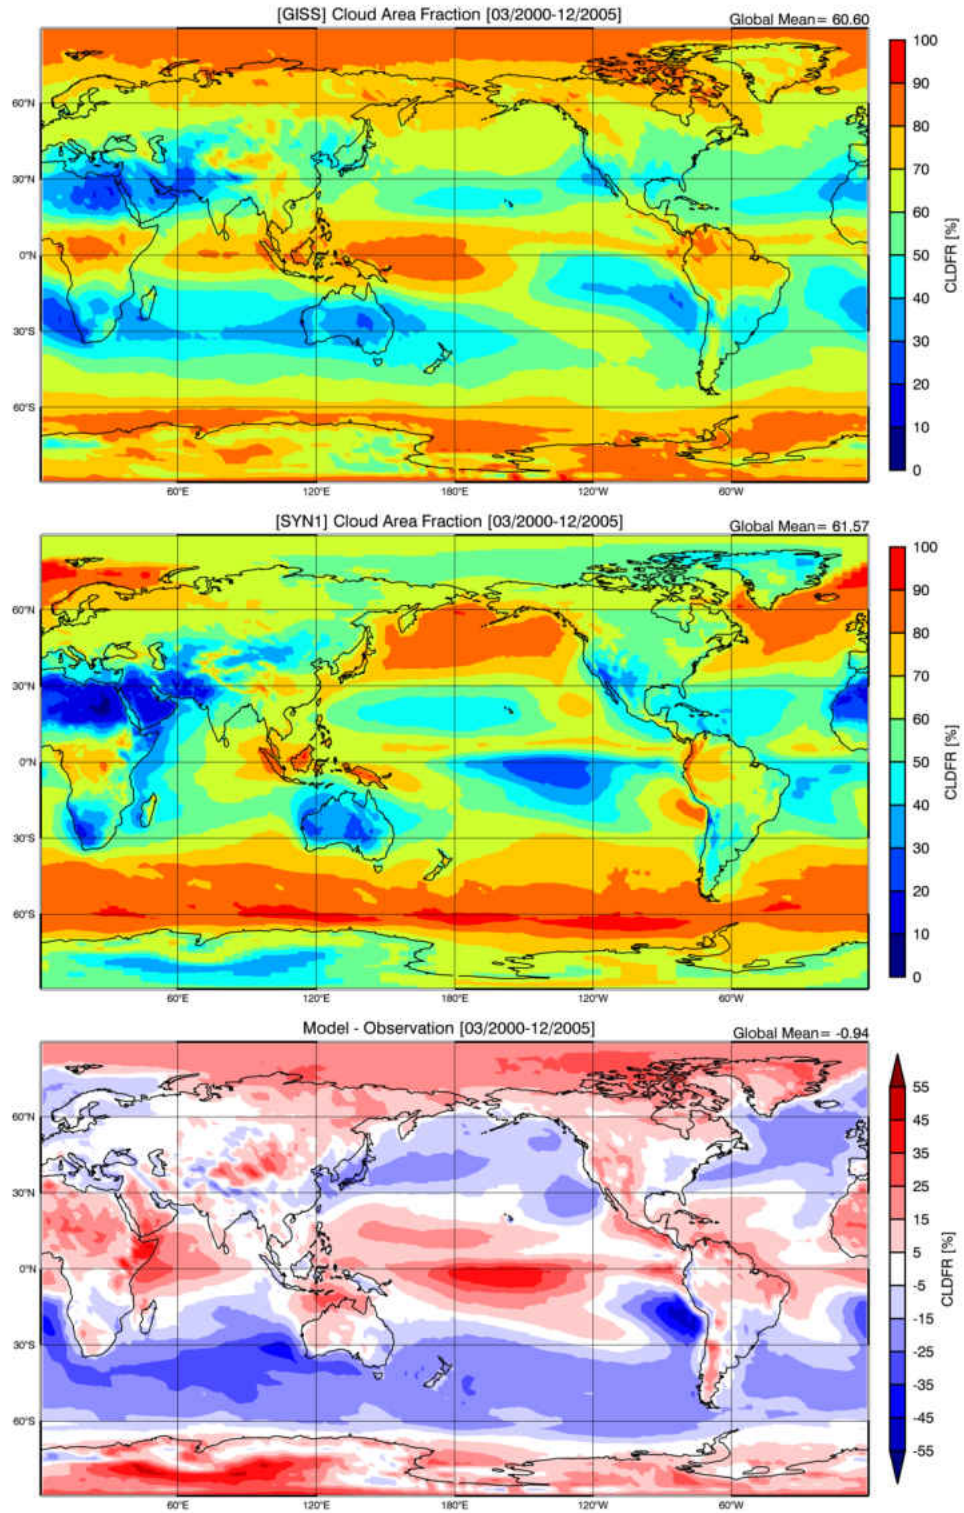 [GISS] Cloud Area Fraction [03/2000-12/2005]
Global Mean= 60.60
60°N
30°N
0°N
30°S
60°S
60°E
120°E
180°E
120°W
60°W
100
90
80
70
60
50
40
30
20
10
0
CLDFR [%]
[SYN1] Cloud Area Fraction [03/2000-12/2005]
Global Mean= 61.57
60°N
30°N
0°N
30°S
60°S
60°E
120°E
180°E
120°W
60°W
100
90
80
70
60
50
40
30
20
10
0
CLDFR [%]
Model - Observation [03/2000-12/2005]
Global Mean= -0.94
60°N
30°N
0°N
30°S
60°S
60°E
120°E
180°E
120°W
60°W
55
45
35
25
15
5
-5
-15
-25
-35
-45
-55
CLDFR [%]